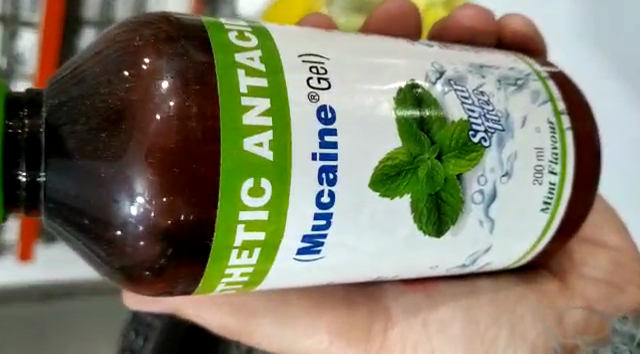 THETIC ANTACI
(Mucaine®Gel)
Sugar
Free
200 ml
Mint Flavour